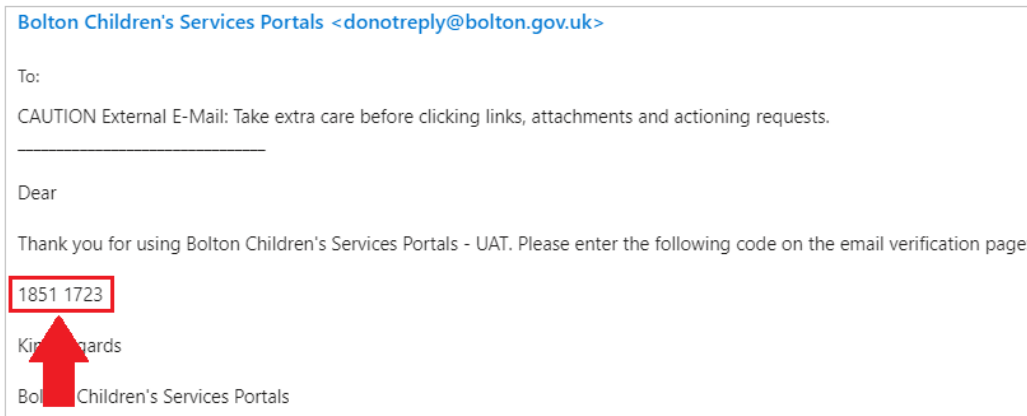 Bolton Children's Services Portals <donotreply@bolton.gov.uk>
To:
CAUTION External E-Mail: Take extra care before clicking links, attachments and actioning requests.
________________________________
Dear
Thank you for using Bolton Children's Services Portals - UAT. Please enter the following code on the email verification page
1851 1723
Children's Services Portals